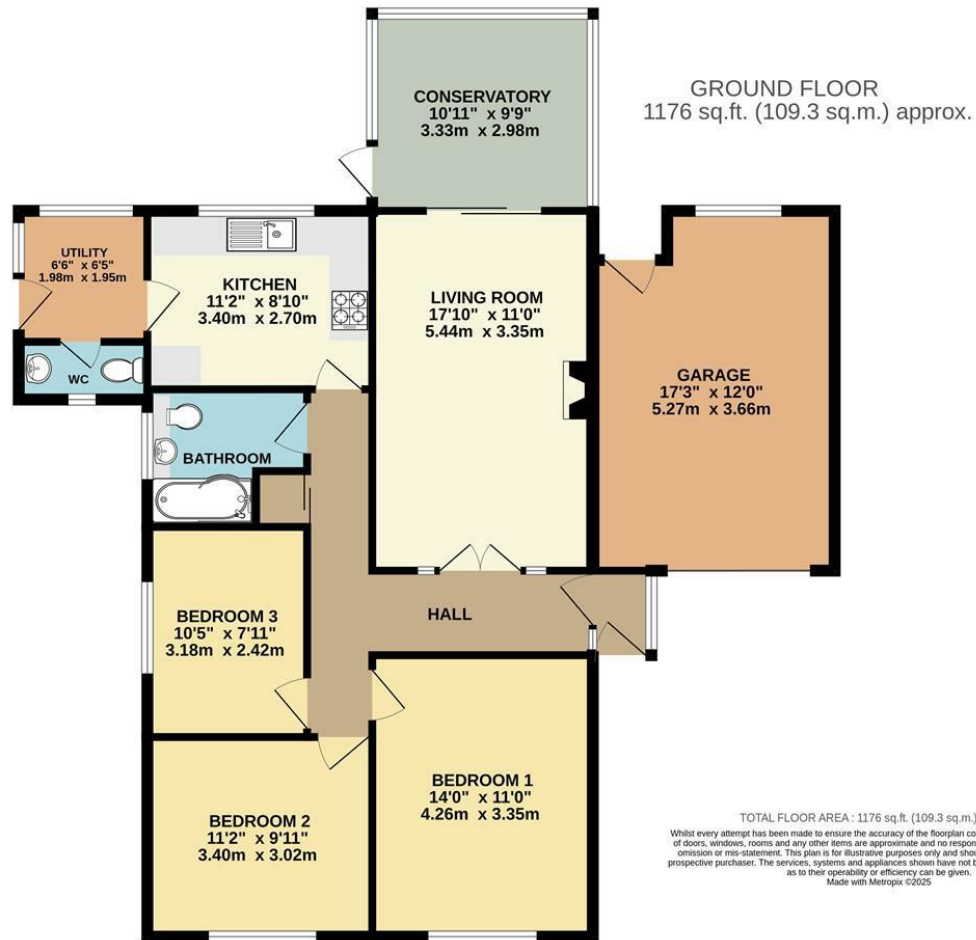 GROUND FLOOR
1176 sq.ft. (109.3 sq.m.) approx.
CONSERVATORY
10'11" x 9'9"
3.33m x 2.98m
UTILITY
6'6" x 6'5"
1.98m x 1.95m
KITCHEN
11'2" x 8'10"
3.40m x 2.70m
LIVING ROOM
17'10" x 11'0"
5.44m x 3.35m
WC
GARAGE
17'3" x 12'0"
5.27m x 3.66m
BATHROOM
BEDROOM 3
10'5" x 7'11"
3.18m x 2.42m
HALL
BEDROOM 2
11'2" x 9'11"
3.40m x 3.02m
BEDROOM 1
14'0" x 11'0"
4.26m x 3.35m
TOTAL FLOOR AREA : 1176 sq.ft. (109.3 sq.m.)
Whilst every attempt has been made to ensure the accuracy of the floorplan co
of doors, windows, rooms and any other items are approximate and no respon
omission or mis-statement. This plan is for illustrative purposes only and shou
prospective purchaser. The services, systems and appliances shown have not b
as to their operability or efficiency can be given.
Made with Metropix ©2025